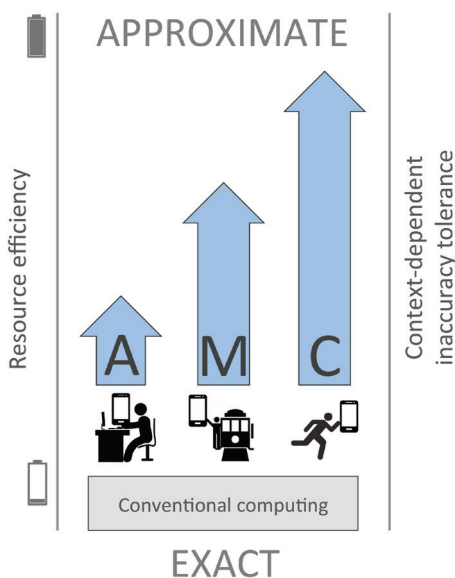 APPROXIMATE
Resource efficiency
A
M
C
Context-dependent
inaccuracy tolerance
Conventional computing
EXACT